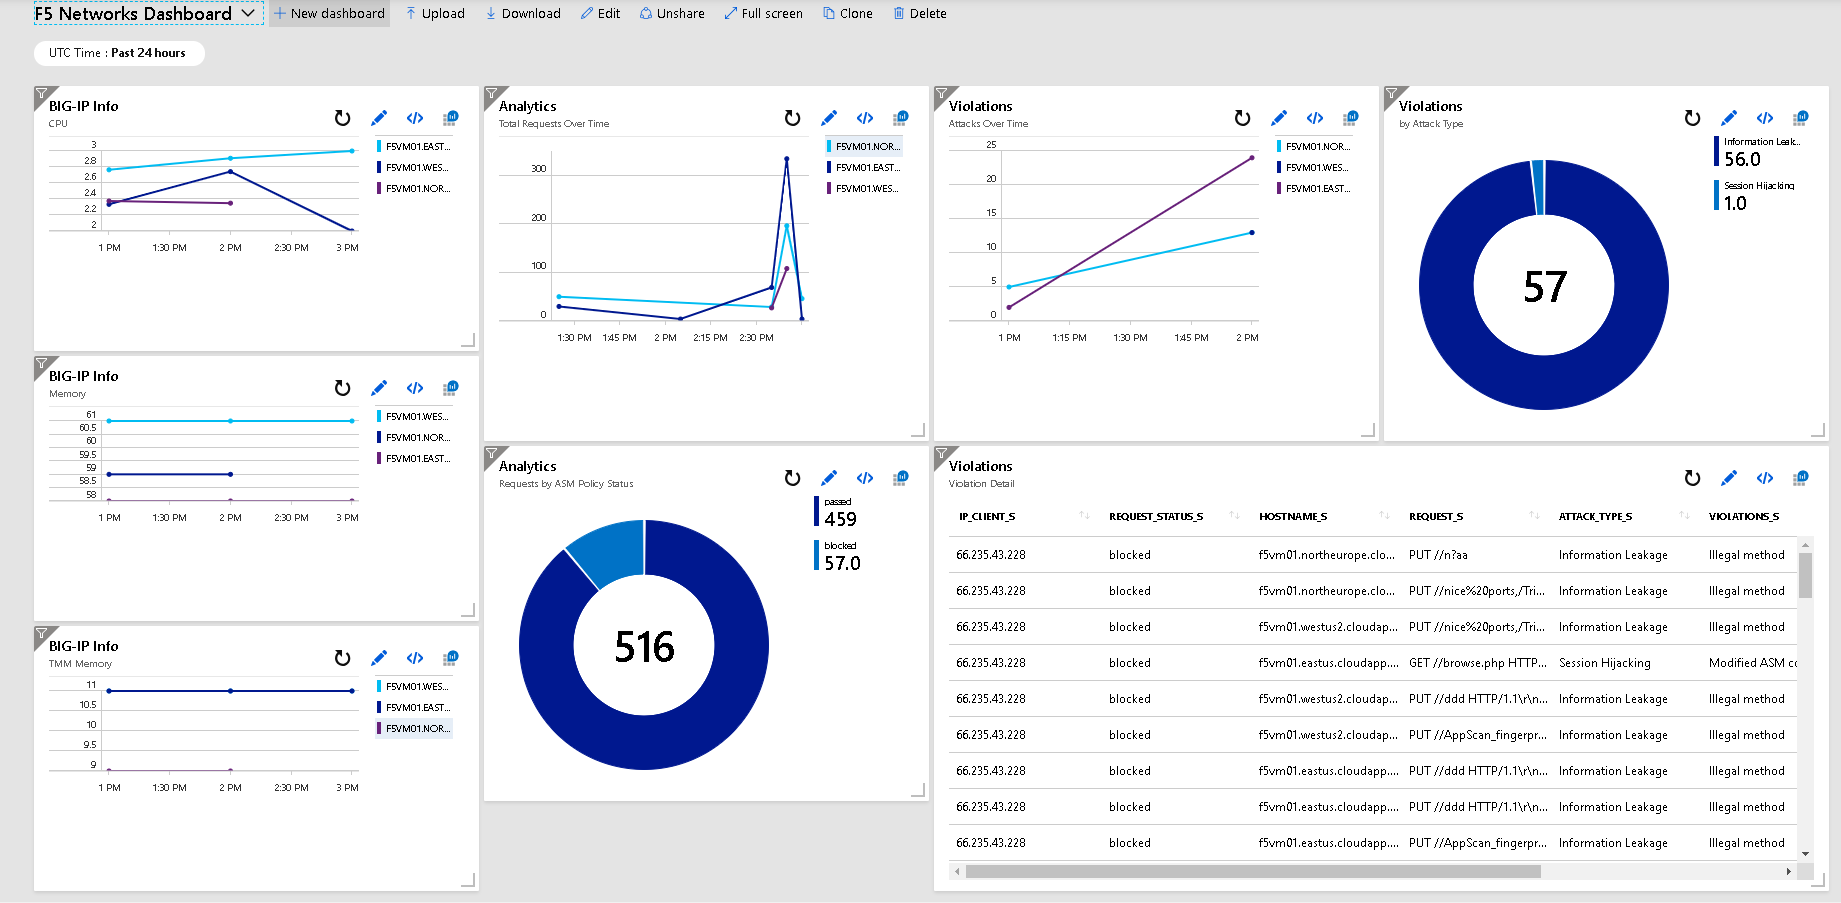 F5 Networks Dashboard
New dashboard
Upload
Download
Edit
Unshare
Full screen
Clone
Delete
UTC Time : Past 24 hours
BIG-IP Info
CPU
F5VM01.EAST...
F5VM01.WES...
F5VM01.NOR...
3
2.8
2.6
2.4
2.2
2
1 PM 1:30 PM 2 PM 2:30 PM 3 PM
BIG-IP Info
Memory
F5VM01.WES...
F5VM01.NOR...
F5VM01.EAST...
61
60.5
60
59.5
59
58.5
58
1 PM 1:30 PM 2 PM 2:30 PM 3 PM
BIG-IP Info
TMM Memory
F5VM01.WES...
F5VM01.EAST...
F5VM01.NOR...
11
10.5
10
9.5
9
1 PM 1:30 PM 2 PM 2:30 PM 3 PM
Analytics
Total Requests Over Time
F5VM01.NOR...
F5VM01.EAST...
F5VM01.WES...
300
200
100
0
1:30 PM 1:45 PM 2 PM 2:15 PM 2:30 PM
Analytics
Requests by ASM Policy Status
passed
459
blocked
57.0
516
Violations
Attacks Over Time
F5VM01.NOR...
F5VM01.WES...
F5VM01.EAST...
25
20
15
10
5
0
1 PM 1:15 PM 1:30 PM 1:45 PM 2 PM
Violations
by Attack Type
Information Leak...
56.0
Session Hijacking
1.0
57
Violations
Violation Detail
IP_CLIENT_S REQUEST_STATUS_S HOSTNAME_S REQUEST_S ATTACK_TYPE_S VIOLATIONS_S
66.235.43.228 blocked f5vm01.northeurope.clo... PUT //n?aa Information Leakage Illegal method
66.235.43.228 blocked f5vm01.northeurope.clo... PUT //nice%20ports,/Tri... Information Leakage Illegal method
66.235.43.228 blocked f5vm01.westus2.cloudap... PUT //nice%20ports,/Tri... Information Leakage Illegal method
66.235.43.228 blocked f5vm01.eastus.cloudapp.... GET //browse.php HTTP... Session Hijacking Modified ASM co
66.235.43.228 blocked f5vm01.westus2.cloudap... PUT //ddd HTTP/1.1\r\n... Information Leakage Illegal method
66.235.43.228 blocked f5vm01.westus2.cloudap... PUT //AppScan_fingerpr... Information Leakage Illegal method
66.235.43.228 blocked f5vm01.eastus.cloudapp.... PUT //ddd HTTP/1.1\r\n... Information Leakage Illegal method
66.235.43.228 blocked f5vm01.eastus.cloudapp.... PUT //ddd HTTP/1.1\r\n... Information Leakage Illegal method
66.235.43.228 blocked f5vm01.eastus.cloudapp.... PUT //AppScan_fingerpr... Information Leakage Illegal method